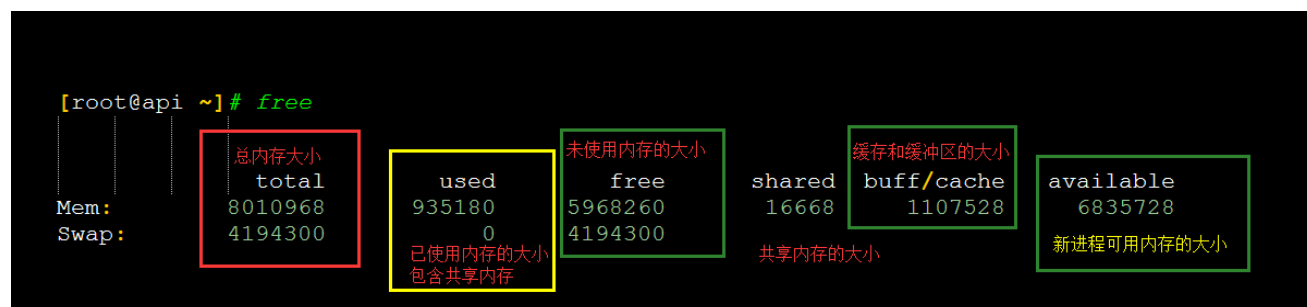 [root@api ~]# free
总内存大小 未使用内存的大小 缓存和缓冲区的大小
total used free shared buff/cache available
Mem: 8010968 935180 5968260 16668 1107528 6835728
Swap: 4194300 0 4194300
已使用内存的大小 共享内存的大小 新进程可用内存的大小
包含共享内存